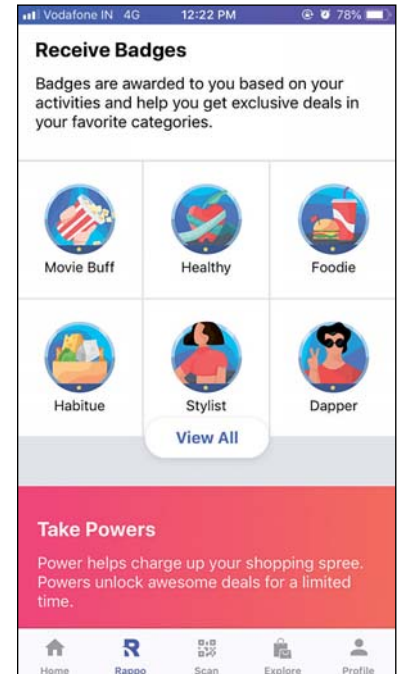 Vodafone IN 4G 12:22 PM 78%
Receive Badges
Badges are awarded to you based on your
activities and help you get exclusive deals in
your favorite categories.
Movie Buff Healthy Foodie
Habitue Stylist Dapper
View All
Take Powers
Power helps charge up your shopping spree.
Powers unlock awesome deals for a limited
time.
Home Rappo Scan Explore Profile